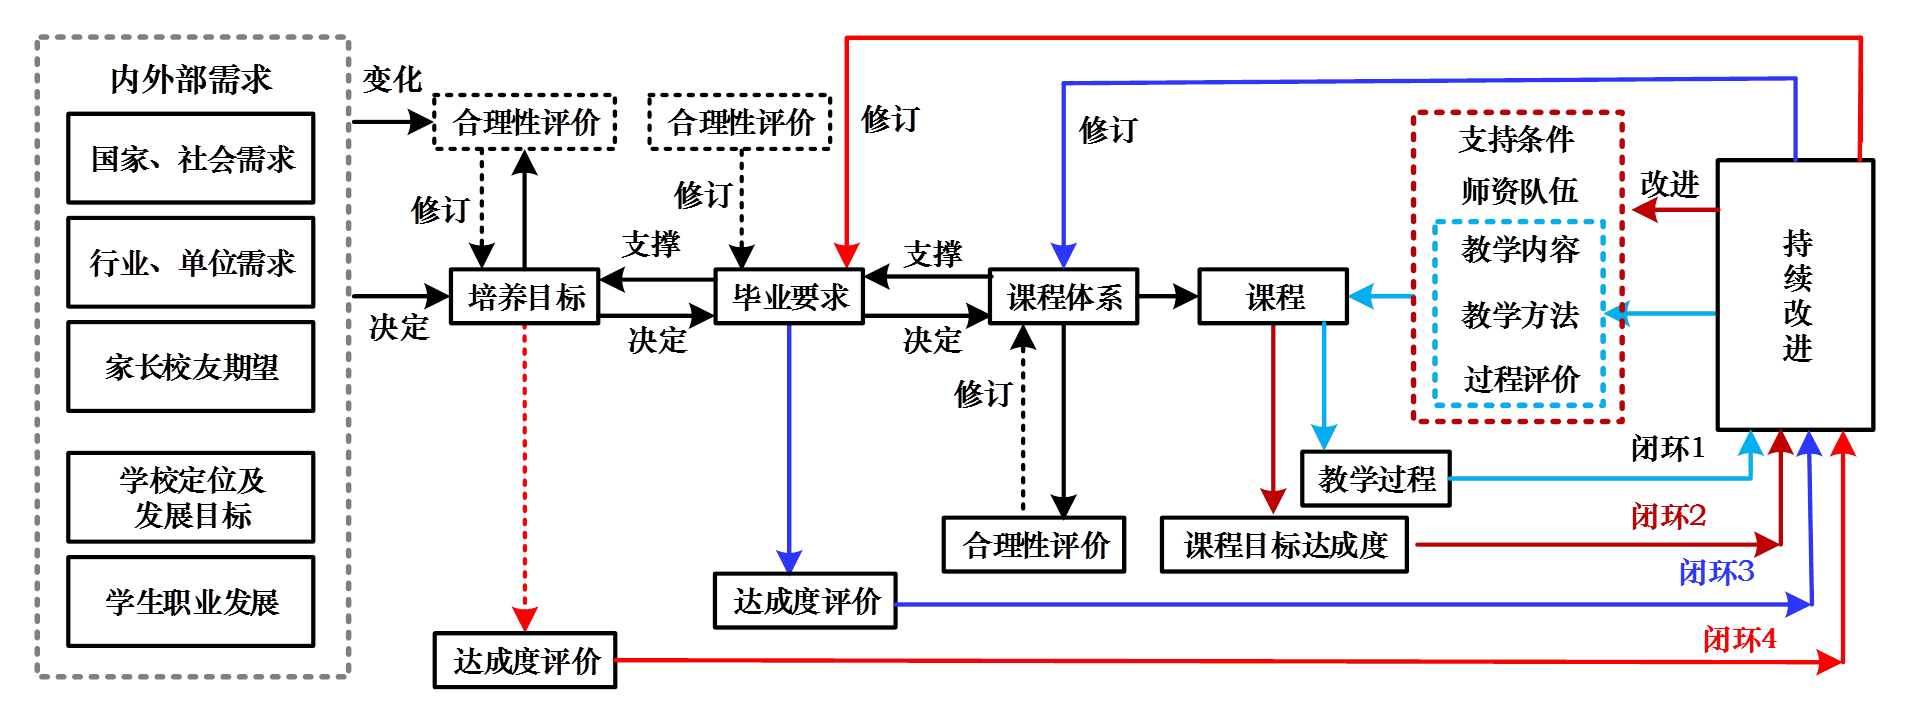 内外部需求
国家、社会需求
行业、单位需求
家长校友期望
学校定位及
发展目标
学生职业发展
变化
决定
合理性评价
修订
培养目标
达成度评价
合理性评价
修订
支撑
决定
毕业要求
达成度评价
修订
支撑
决定
修订
课程体系
修订
合理性评价
课程
教学过程
课程目标达成度
支持条件
师资队伍
教学内容
教学方法
过程评价
改进
持续改进
闭环1
闭环2
闭环3
闭环4